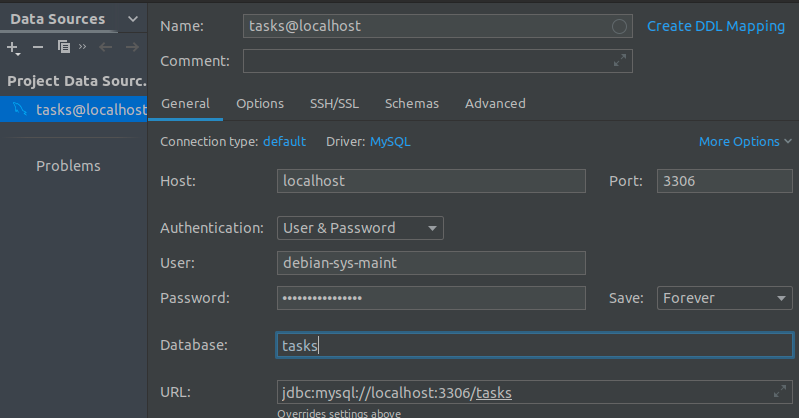 Data Sources
Project Data Sourc..
tasks@localhost
Problems
Name: tasks@localhost Create DDL Mapping
Comment:
General Options SSH/SSL Schemas Advanced
Connection type: default Driver: MySQL More Options
Host: localhost Port: 3306
Authentication: User & Password
User: debian-sys-maint
Password: •••••••••••••••• Save: Forever
Database: tasks
URL: jdbc:mysql://localhost:3306/tasks
Overrides settings above